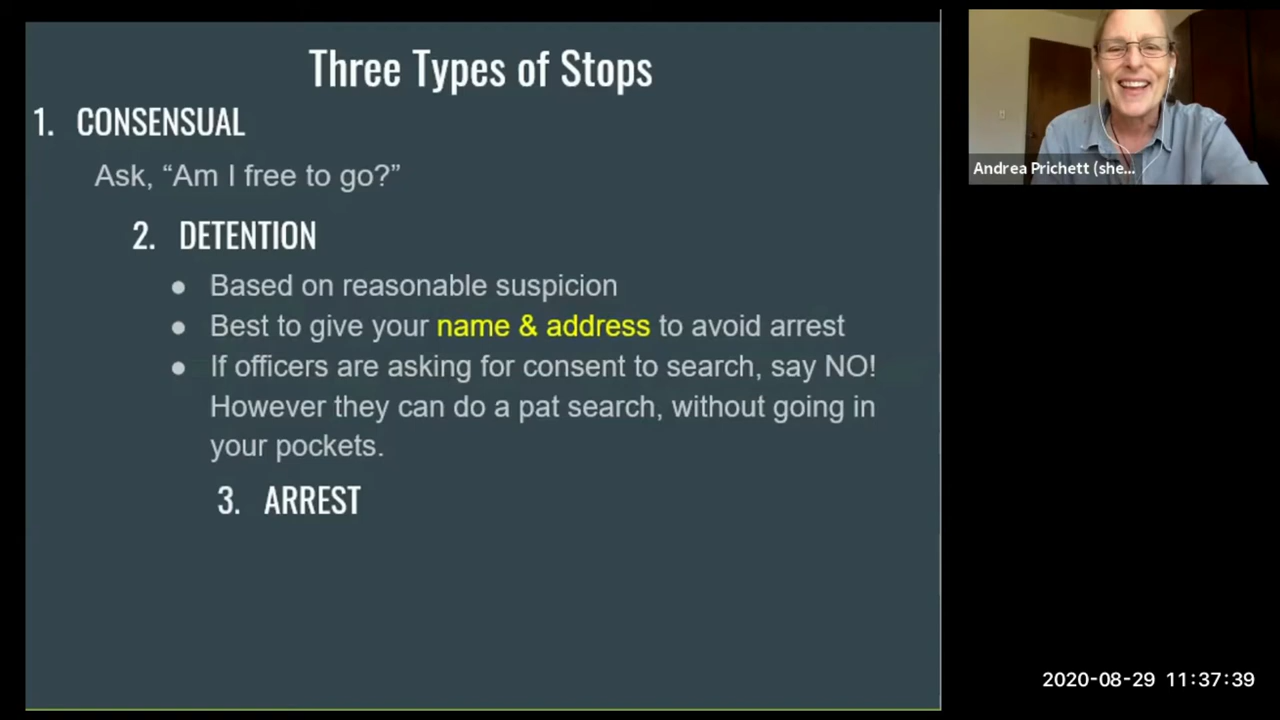 Three Types of Stops
1. CONSENSUAL
Ask, “Am I free to go?”
2. DETENTION
● Based on reasonable suspicion
● Best to give your name & address to avoid arrest
● If officers are asking for consent to search, say NO!
However they can do a pat search, without going in
your pockets.
3. ARREST
Andrea Prichett (she...
2020-08-29 11:37:39